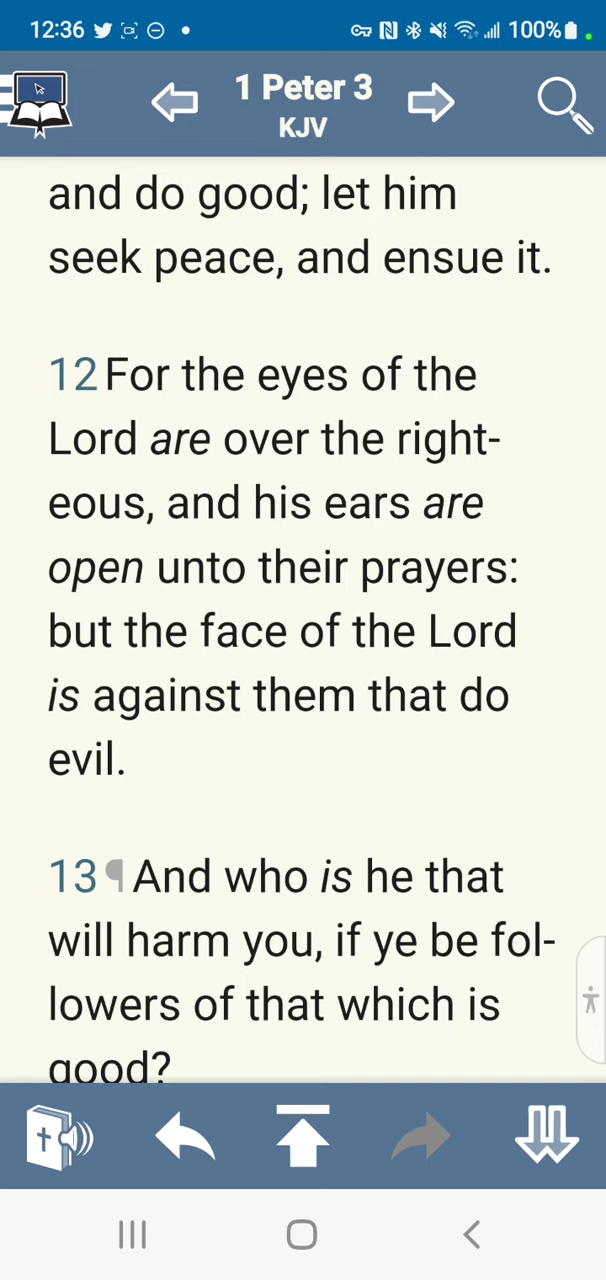 12:36 100%
1 Peter 3
KJV
and do good; let him
seek peace, and ensue it.
12 For the eyes of the
Lord are over the right-
eous, and his ears are
open unto their prayers:
but the face of the Lord
is against them that do
evil.
13 ¶ And who is he that
will harm you, if ye be fol-
lowers of that which is
good?